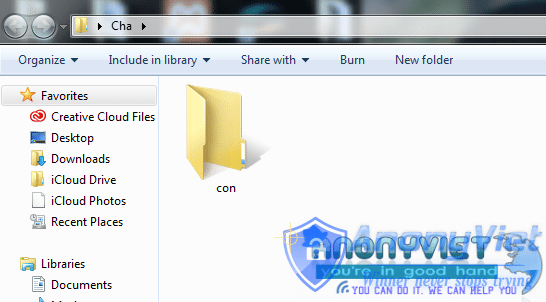 Cha
Organize Include in library Share with Burn New folder
Favorites
Creative Cloud Files
Desktop
Downloads
iCloud Drive
iCloud Photos
Recent Places
Libraries
Documents
con
AnonyViet
ANONYVIET
you're in good hand
Winner never stops trying
YOU CAN DO IT, WE CAN HELP YOU